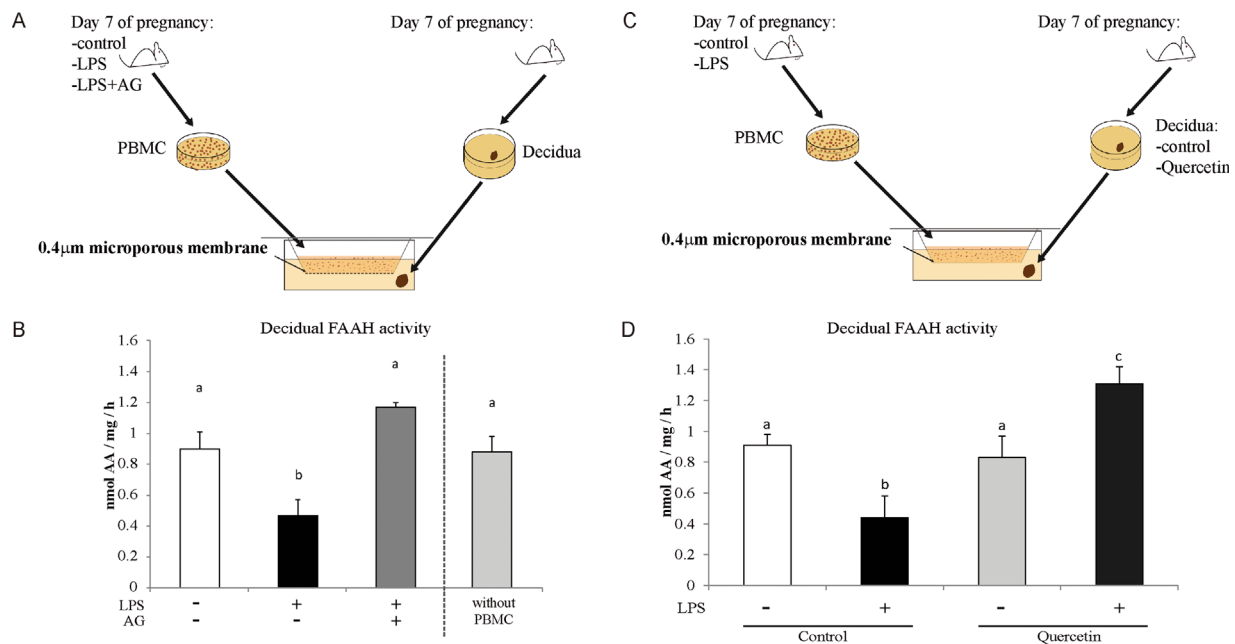 A
Day 7 of pregnancy:
-control
-LPS
-LPS+AG
Day 7 of pregnancy:
PBMC
Decidua
0.4μm microporous membrane
C
Day 7 of pregnancy:
-control
-LPS
Day 7 of pregnancy:
PBMC
Decidua:
-control
-Quercetin
0.4μm microporous membrane
B
Decidual FAAH activity
nmol AA / mg / h
1.6
1.4
1.2
1
0.8
0.6
0.4
0.2
0
a
b
a
a
LPS - + + without
AG - - + PBMC
D
Decidual FAAH activity
nmol AA / mg / h
1.6
1.4
1.2
1
0.8
0.6
0.4
0.2
0
a
b
a
c
LPS - + - +
Control Quercetin